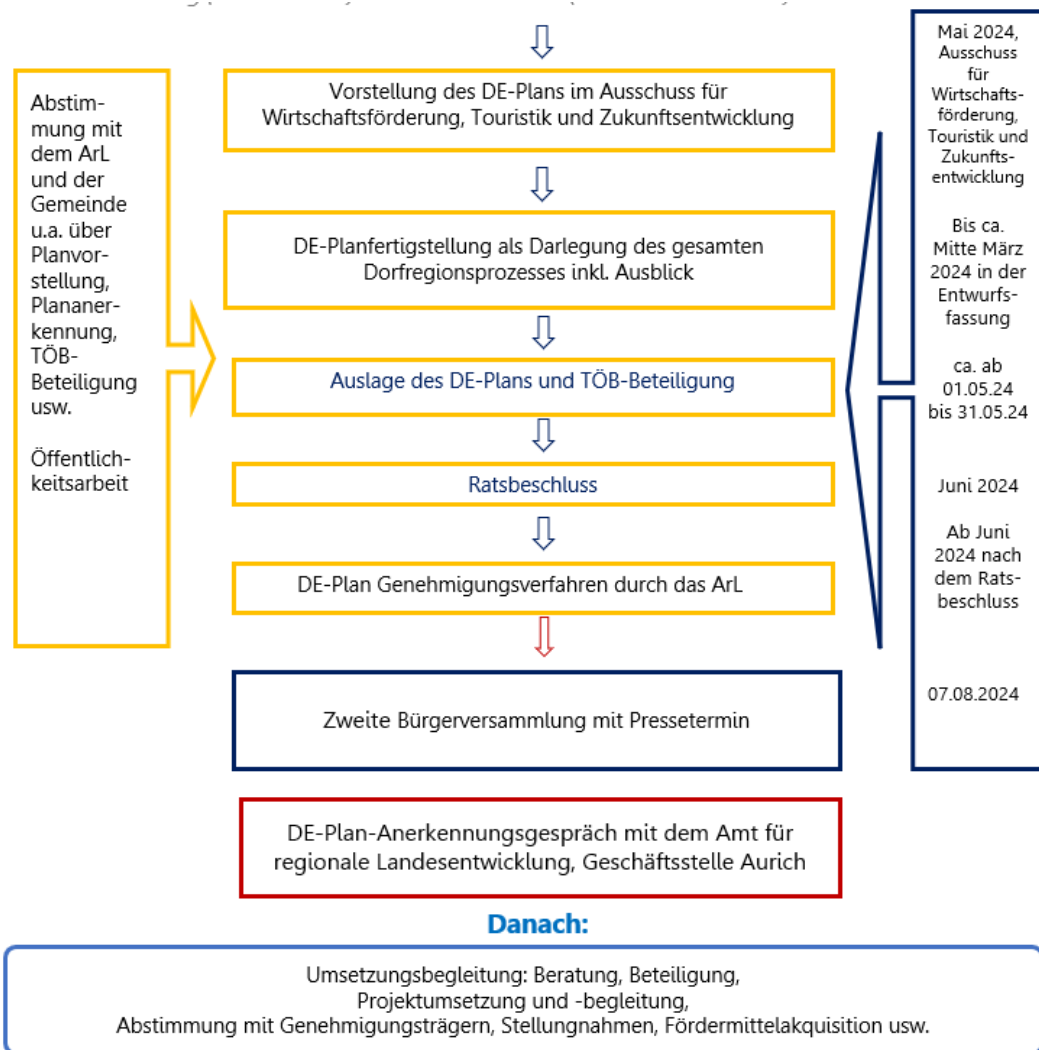 Vorstellung des DE-Plans im Ausschuss für
Wirtschaftsförderung, Touristik und Zukunftsentwicklung
DE-Planfertigstellung als Darlegung des gesamten
Dorfregionsprozesses inkl. Ausblick
Auslage des DE-Plans und TÖB-Beteiligung
Ratsbeschluss
DE-Plan Genehmigungsverfahren durch das ArL
Zweite Bürgerversammlung mit Pressetermin
DE-Plan-Anerkennungsgespräch mit dem Amt für
regionale Landesentwicklung, Geschäftsstelle Aurich
Abstim-
mung mit
dem ArL
und der
Gemeinde
u.a. über
Planvor-
stellung,
Plananer-
kennung,
TÖB-
Beteiligung
usw.
Öffentlich-
keitsarbeit
Mai 2024,
Ausschuss
für
Wirtschafts-
förderung,
Touristik und
Zukunfts-
entwicklung
Bis ca.
Mitte März
2024 in der
Entwurfs-
fassung
ca. ab
01.05.24
bis 31.05.24
Juni 2024
Ab Juni
2024 nach
dem Rats-
beschluss
07.08.2024
Danach:
Umsetzungsbegleitung: Beratung, Beteiligung,
Projektumsetzung und -begleitung,
Abstimmung mit Genehmigungsträgern, Stellungnahmen, Fördermittelakquisition usw.